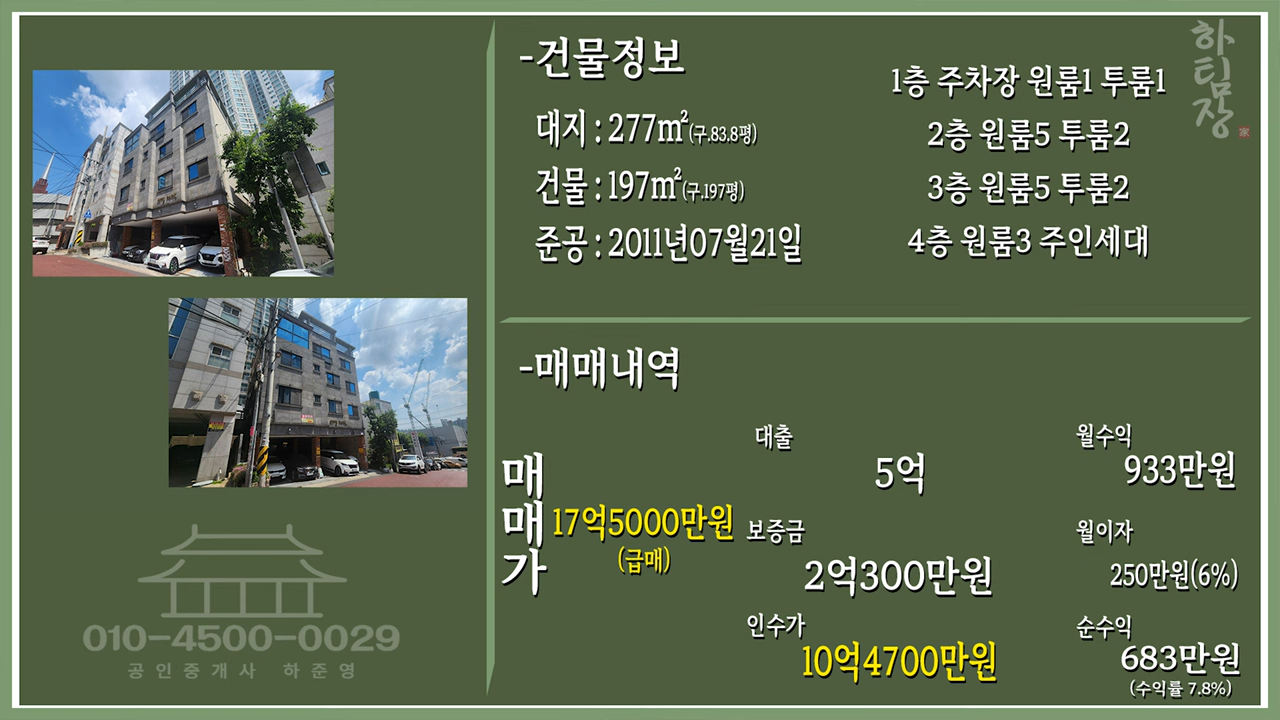 -건물정보
대지 : 277m²(구.83.8평)
건물 : 197m²(구.197평)
준공 : 2011년07월21일
1층 주차장 원룸1 투룸1
2층 원룸5 투룸2
3층 원룸5 투룸2
4층 원룸3 주인세대
하팀장
家
-매매내역
매매가
17억5000만원
(급매)
대출
5억
보증금
2억300만원
인수가
10억4700만원
월수익
933만원
월이자
250만원(6%)
순수익
683만원
(수익률 7.8%)
010-4500-0029
공인중개사 하준영